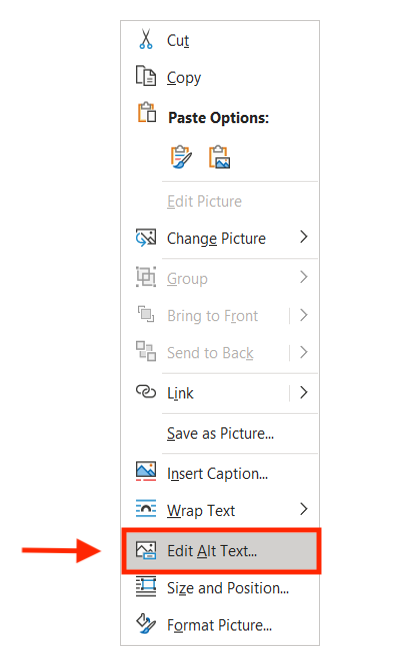 Cut
Copy
Paste Options:
Edit Picture
Change Picture
Group
Bring to Front
Send to Back
Link
Save as Picture...
Insert Caption...
Wrap Text
Edit Alt Text...
Size and Position...
Format Picture...